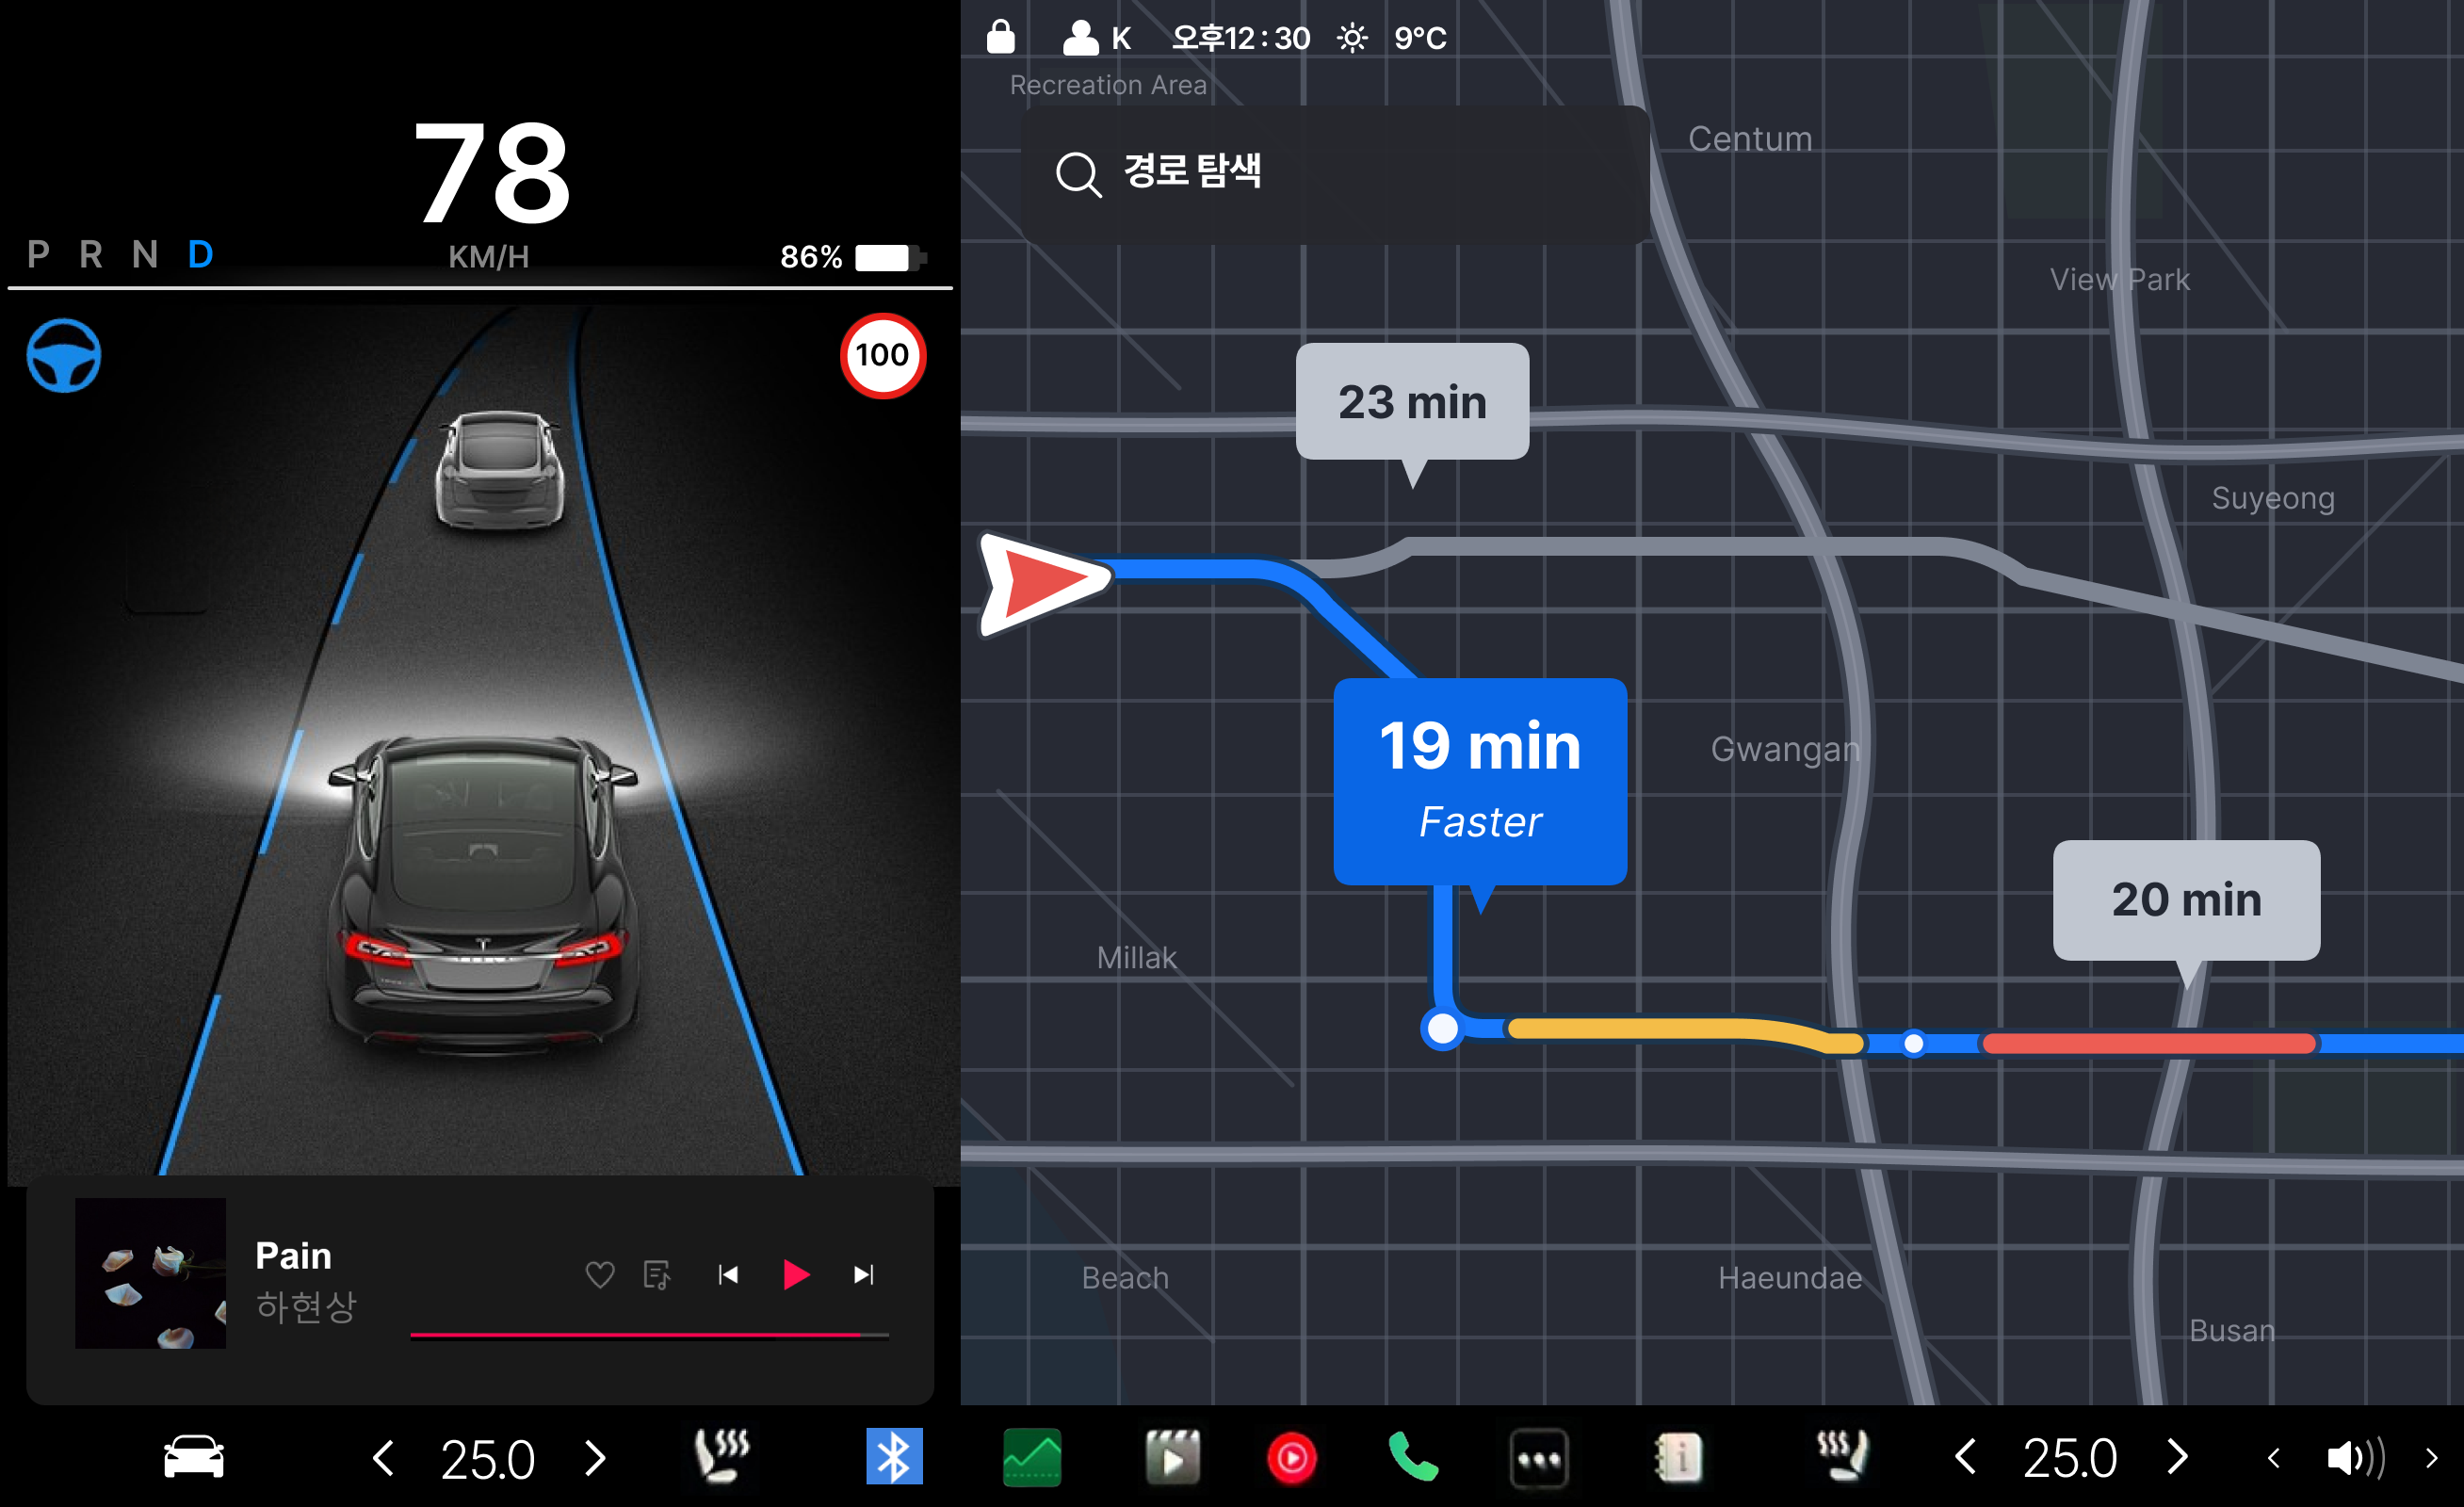 78
KM/H
P R N D
86%
100
Pain
하현상
K 오후12:30 9°C
Recreation Area
경로 탐색
Centum
View Park
23 min
Suyeong
19 min
Faster
Gwangan
20 min
Millak
Beach
Haeundae
Busan
25.0
25.0